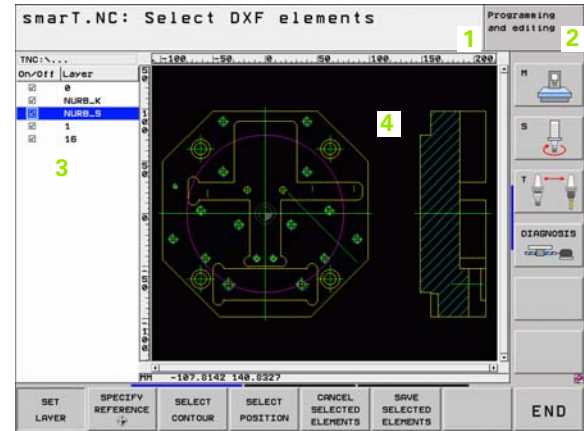 smarT.NC: Select DXF elements
Programming and editing
1
2
TNC:\...
On/Off Layer
0
NURB_K
NURB_S
1
16
3
4
-100 -50 0 50 100 150 200
MM -107.8142 140.8327
M
S
T
DIAGNOSIS
SET LAYER
SPECIFY REFERENCE
SELECT CONTOUR
SELECT POSITION
CANCEL SELECTED ELEMENTS
SAVE SELECTED ELEMENTS
END